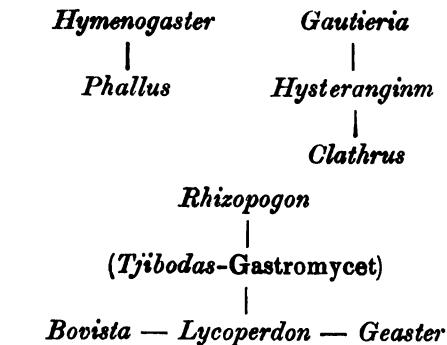 Hymenogaster Gautieria
Phallus Hysteranginm
Clathrus
Rhizopogon
(Tjibodas-Gastromycet)
Bovista — Lycoperdon — Geaster